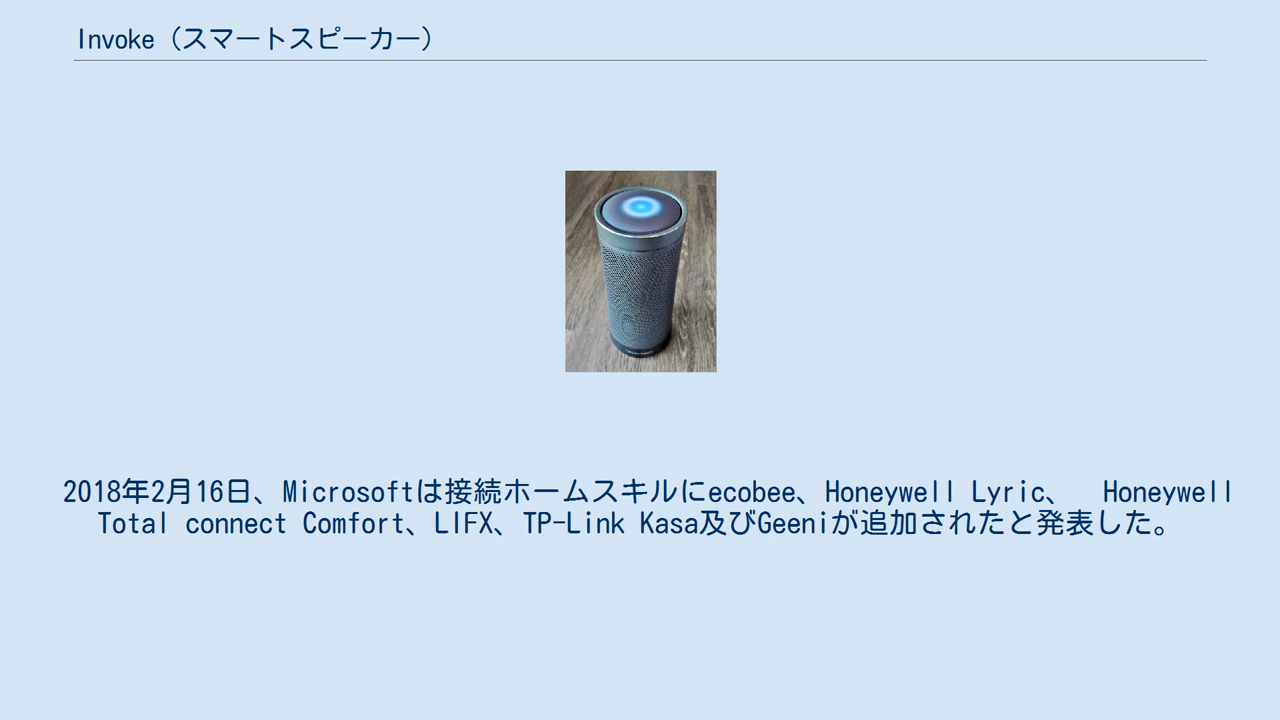 Invoke（スマートスピーカー）
2018年2月16日、Microsoftは接続ホームスキルにecobee、Honeywell Lyric、　Honeywell
Total connect Comfort、LIFX、TP-Link Kasa及びGeeniが追加されたと発表した。